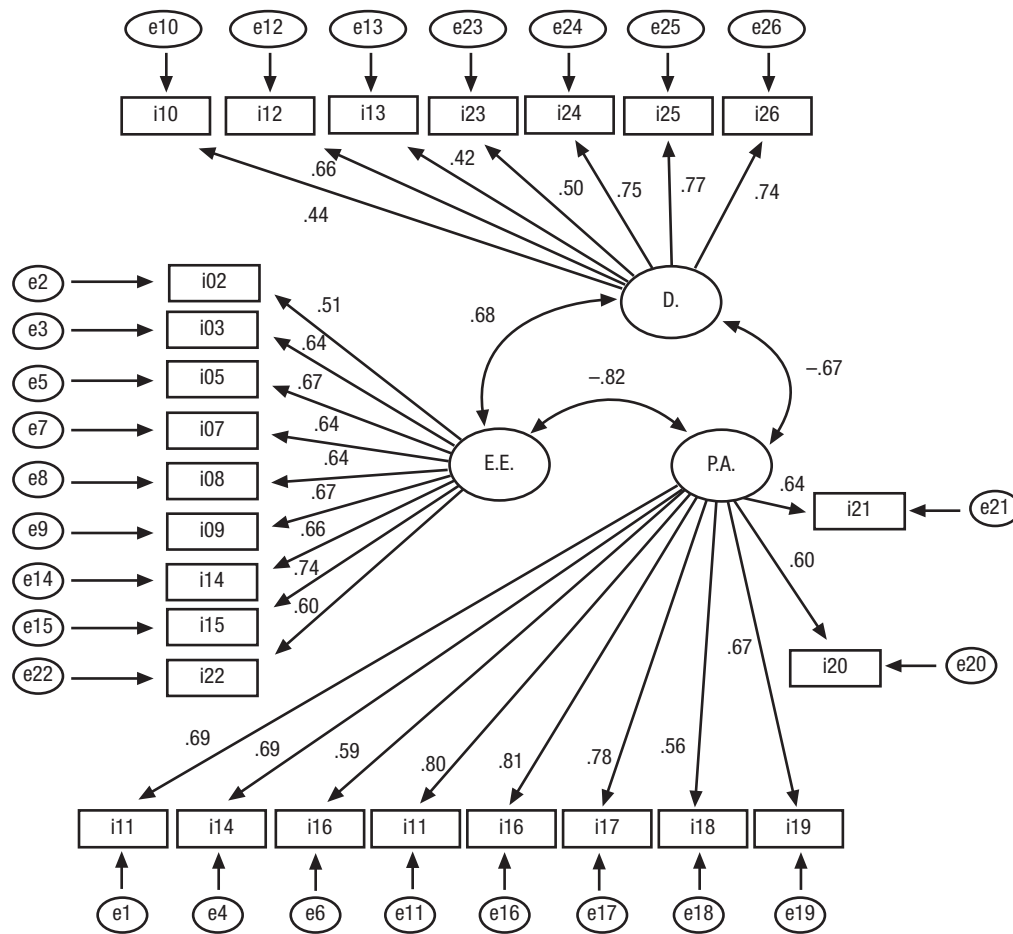 e10 e12 e13 e23 e24 e25 e26
i10 i12 i13 i23 i24 i25 i26
.44 .66 .42 .50 .75 .77 .74
D.
.68
–.67
–.82
e2 i02 .51
e3 i03 .64
e5 i05 .67
e7 i07 .64
e8 i08 .64
e9 i09 .67
e14 i14 .66
e15 i15 .74
e22 i22 .60
E.E.
P.A.
.64 i21 e21
.60 i20 e20
.69 .69 .59 .80 .81 .78 .56 .67
i11 i14 i16 i11 i16 i17 i18 i19
e1 e4 e6 e11 e16 e17 e18 e19